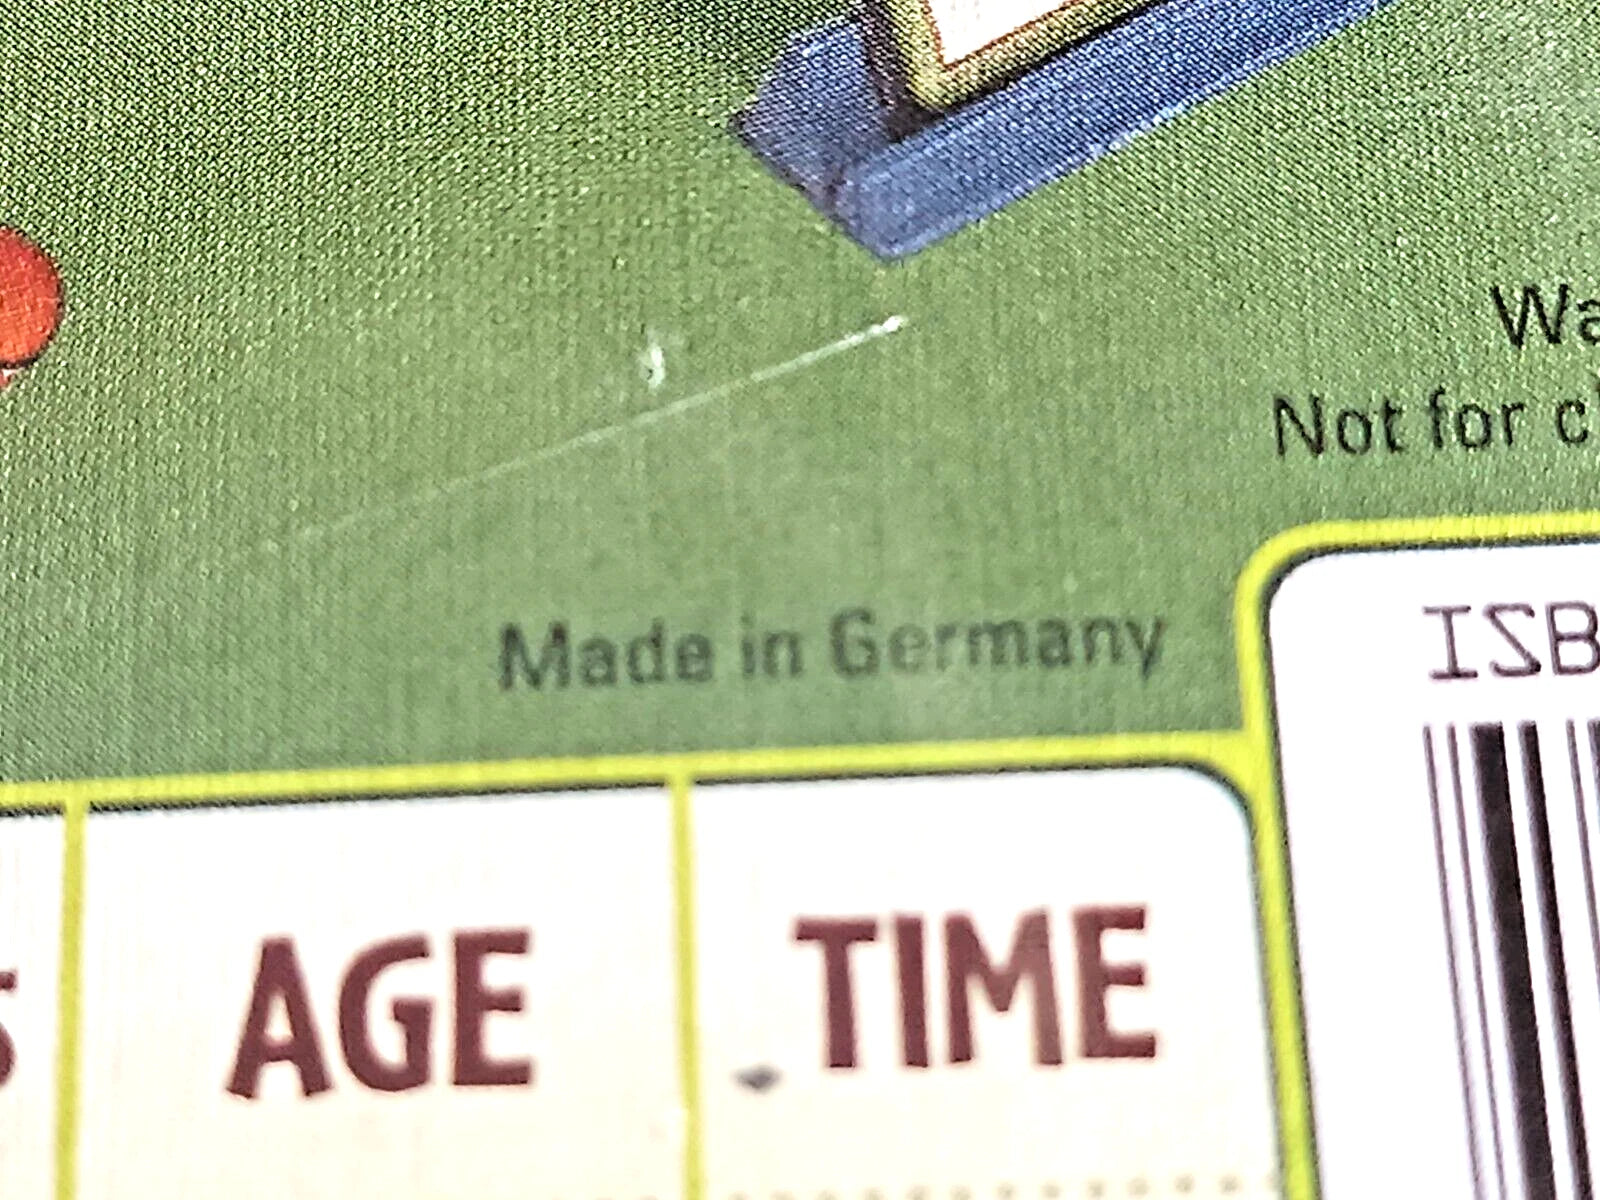 Wa
Not for c
Made in Germany
ISB
S AGE TIME